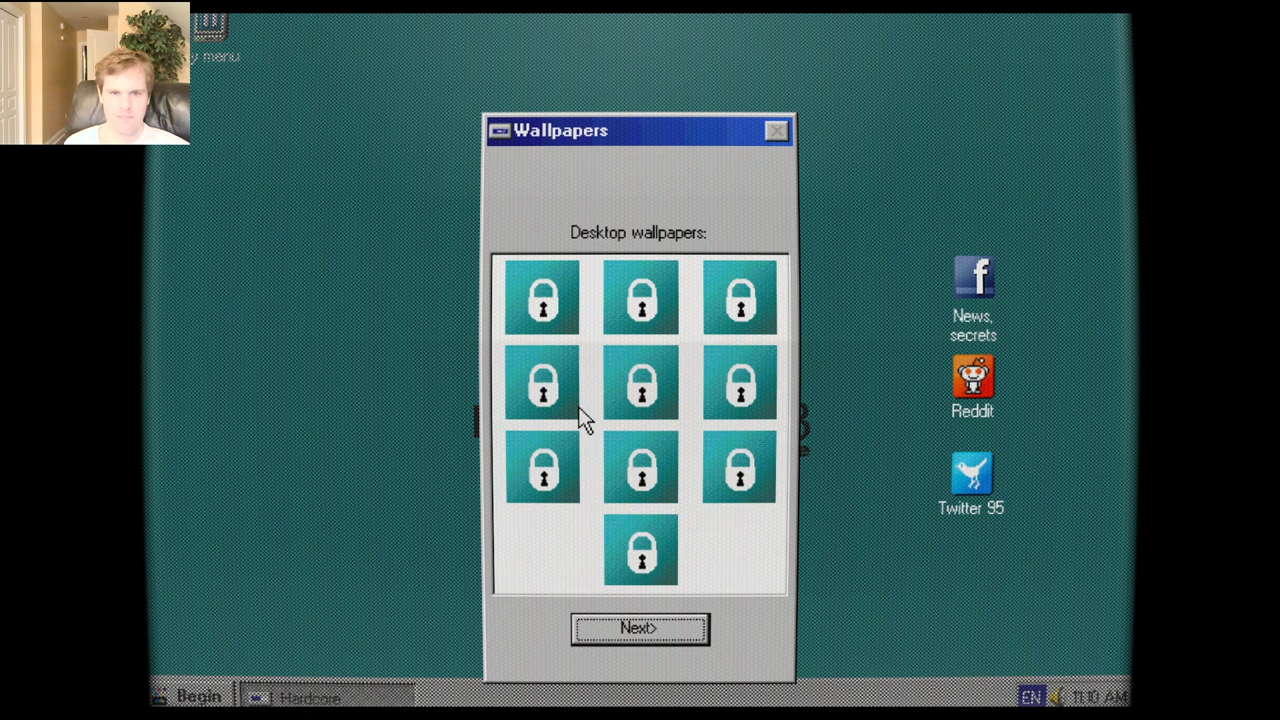 y menu
Wallpapers
Desktop wallpapers:
News,
secrets
Reddit
Twitter 95
Next>
Begin
Hardcore
EN
11:10 AM